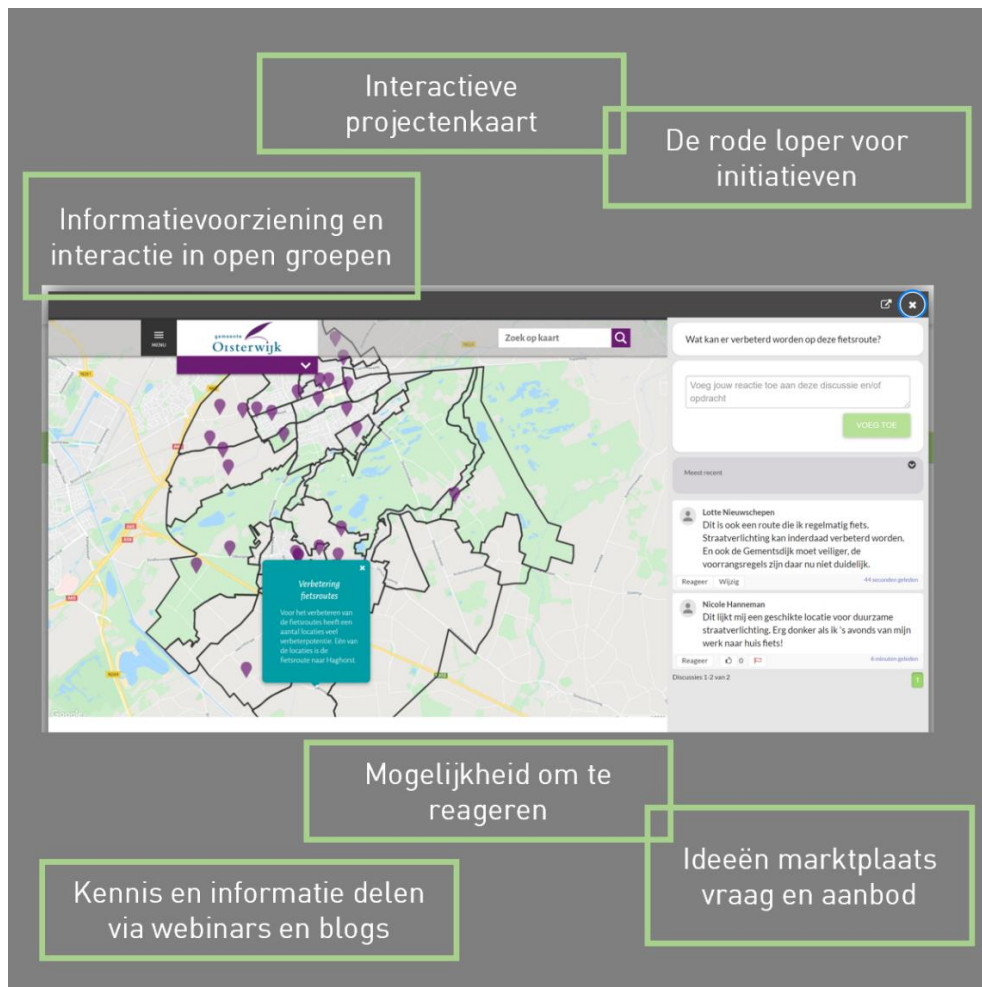 Interactieve
projectenkaart
De rode loper voor
initiatieven
Informatievoorziening en
interactie in open groepen
MENU
gemeente
Oisterwijk
Zoek op kaart
Wat kan er verbeterd worden op deze fietsroute?
Voeg jouw reactie toe aan deze discussie en/of
opdracht
VOEG TOE
Meest recent
Lotte Nieuwschepen
Dit is ook een route die ik regelmatig fiets.
Straatverlichting kan inderdaad verbeterd worden.
En ook de Gementsdijk moet veiliger, de
voorrangsregels zijn daar nu niet duidelijk.
Reageer Wijzig 44 seconden geleden
Nicole Hanneman
Dit lijkt mij een geschikte locatie voor duurzame
straatverlichting. Erg donker als ik 's avonds van mijn
werk naar huis fiets!
Reageer 0 6 minuten geleden
Discussies 1-2 van 2 1
Verbetering
fietsroutes
Voor het verbeteren van
de fietsroutes heeft een
aantal locaties veel
verbeterpotentie. Eén van
de locaties is de
fietsroute naar Haghorst.
Google
Mogelijkheid om te
reageren
Ideeën marktplaats
vraag en aanbod
Kennis en informatie delen
via webinars en blogs